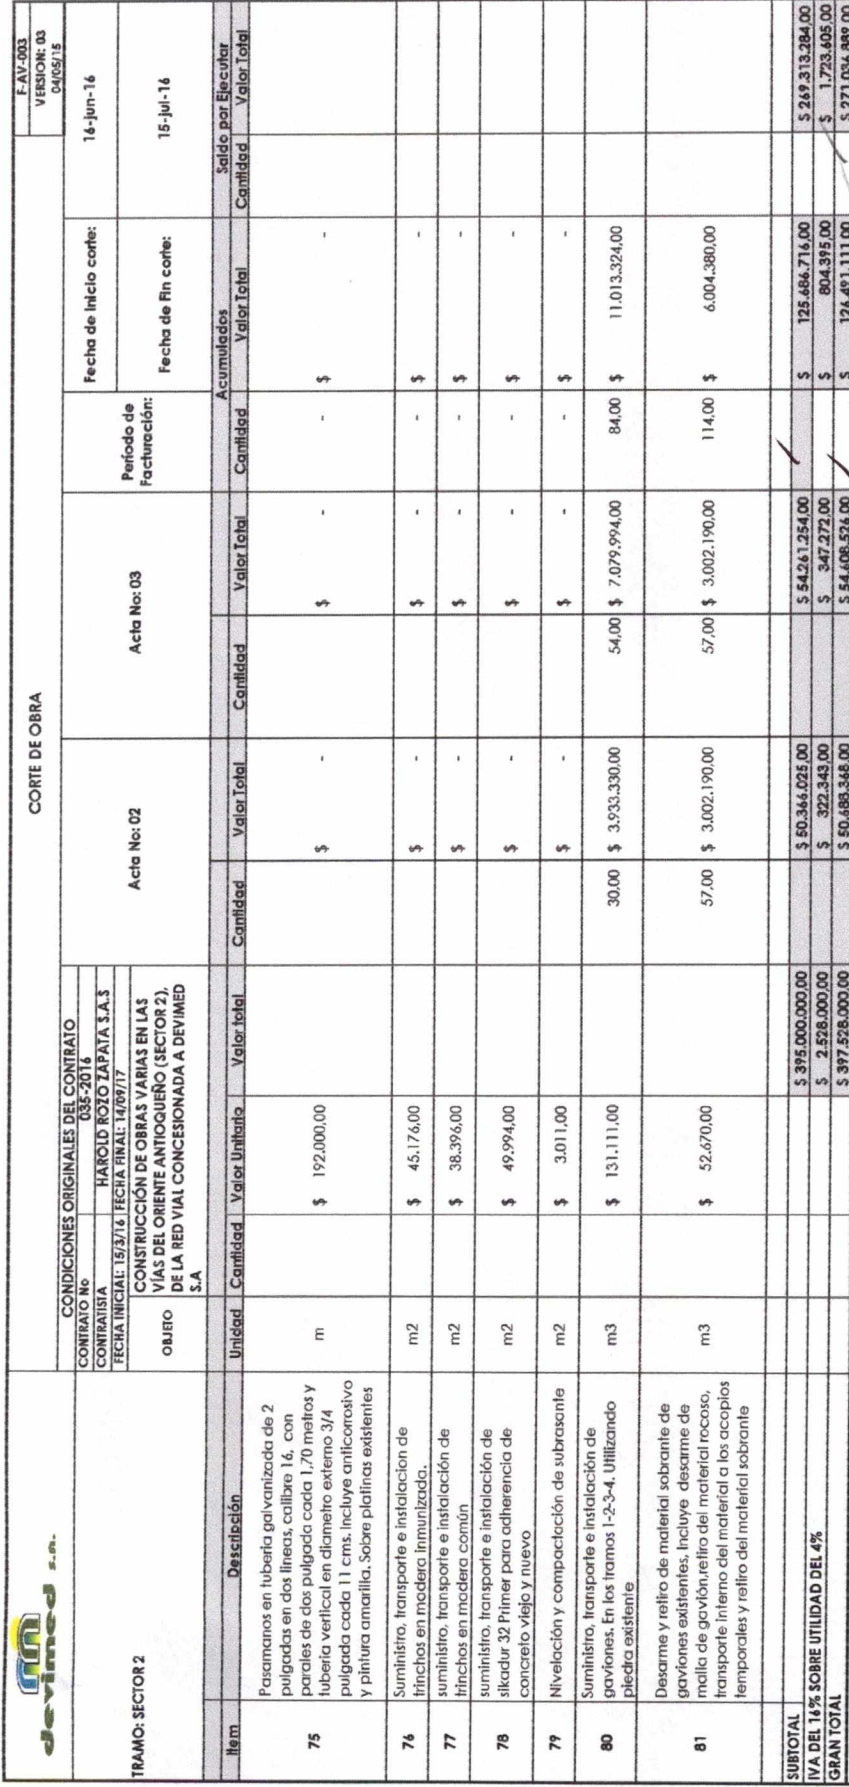 devimed s.a.
CORTE DE OBRA
F-AV-003
VERSION: 03
04/05/15
TRAMO: SECTOR 2
CONDICIONES ORIGINALES DEL CONTRATO
CONTRATO No 035-2016
CONTRATISTA HAROLD ROZO ZAPATA S.A.S
FECHA INICIAL: 15/3/16 FECHA FINAL: 14/09/17
OBJETO
CONSTRUCCIÓN DE OBRAS VARIAS EN LAS
VÍAS DEL ORIENTE ANTIOQUEÑO (SECTOR 2),
DE LA RED VIAL CONCESIONADA A DEVIMED
S.A
Acta No: 02
Acta No: 03
Período de
Facturación:
Fecha de Inicio corte: 16-jun-16
Fecha de Fin corte: 15-jul-16
Acumulados Saldo por Ejecutar
Item Descripción Unidad Cantidad Valor Unitario Valor total Cantidad Valor Total Cantidad Valor Total Cantidad Valor Total Cantidad Valor Total
75
Pasamanos en tubería galvanizada de 2
pulgadas en dos lineas, calibre 16, con
parales de dos pulgada cada 1,70 metros y
tuberia vertical en diametro externo 3/4
pulgada cada 11 cms. Incluye anticorrosivo
y pintura amarilla. Sobre platinas existentes
m $ 192.000,00 $ - $ - - $ -
76
Suministro, transporte e instalacion de
trinchos en madera inmunizada.
m2 $ 45.176,00 $ - $ - - $ -
77
suministro, transporte e instalación de
trinchos en madera común
m2 $ 38.396,00 $ - $ - - $ -
78
suministro, transporte e instalación de
sikadur 32 Primer para adherencia de
concreto viejo y nuevo
m2 $ 49.994,00 $ - $ - - $ -
79 Nivelación y compactación de subrasante m2 $ 3.011,00 $ - $ - - $ -
80
Suministro, transporte e instalación de
gaviones. En los tramos 1-2-3-4. Utilizando
piedra existente
m3 $ 131.111,00 30,00 $ 3.933.330,00 54,00 $ 7.079.994,00 84,00 $ 11.013.324,00
81
Desarme y retiro de material sobrante de
gaviones existentes, Incluye desarme de
malla de gavión,retiro del material rocoso,
transporte interno del material a los acopios
temporales y retiro del material sobrante
m3 $ 52.670,00 57,00 $ 3.002.190,00 57,00 $ 3.002.190,00 114,00 $ 6.004.380,00
SUBTOTAL $ 395.000.000,00 $ 50.366.025,00 $ 54.261.254,00 $ 125.686.716,00 $ 269.313.284,00
IVA DEL 16% SOBRE UTILIDAD DEL 4% $ 2.528.000,00 $ 322.343,00 $ 347.272,00 $ 804.395,00 $ 1.723.605,00
GRAN TOTAL $ 397.528.000,00 $ 50.688.368,00 $ 54.608.526,00 $ 126.491.111,00 $ 271.036.889,00